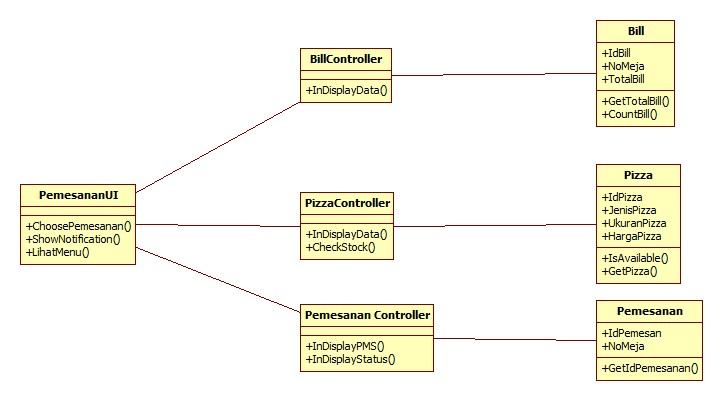 PemesananUI
+ChoosePemesanan()
+ShowNotification()
+LihatMenu()
BillController
+InDisplayData()
PizzaController
+InDisplayData()
+CheckStock()
Pemesanan Controller
+InDisplayPMS()
+InDisplayStatus()
Bill
+IdBill
+NoMeja
+TotalBill
+GetTotalBill()
+CountBill()
Pizza
+IdPizza
+JenisPizza
+UkuranPizza
+HargaPizza
+IsAvailable()
+GetPizza()
Pemesanan
+IdPemesan
+NoMeja
+GetIdPemesanan()